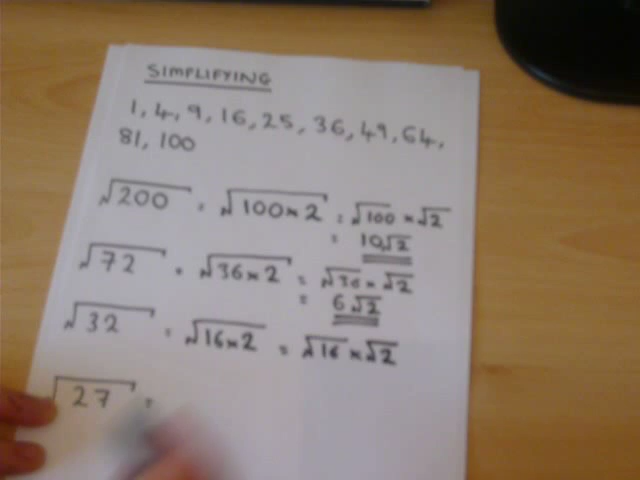 SIMPLIFYING
1, 4, 9, 16, 25, 36, 49, 64,
81, 100
√200 = √100×2 = √100 × √2
= 10√2
√72 = √36×2 = √36 × √2
= 6√2
√32 = √16×2 = √16 × √2
√27 =